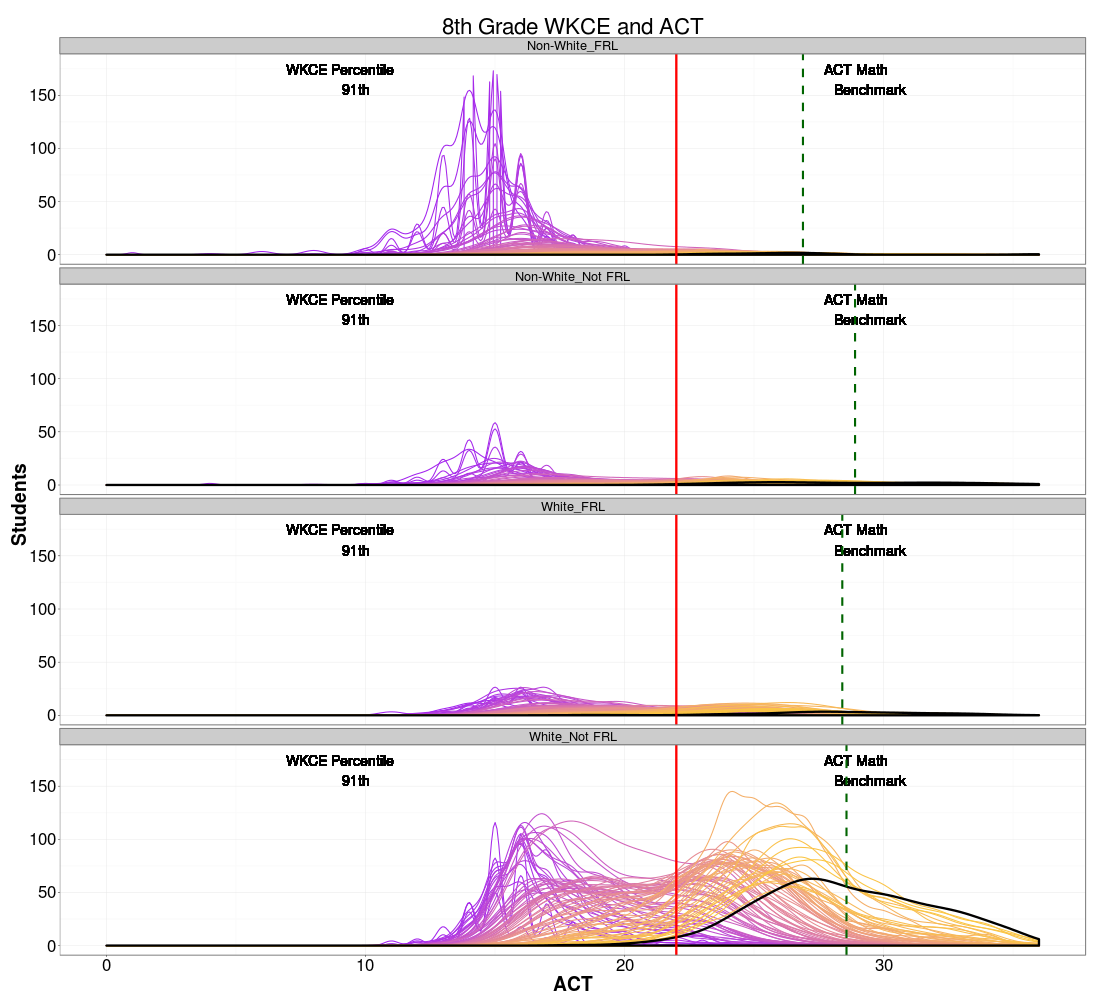 8th Grade WKCE and ACT
Non-White_FRL
WKCE Percentile
91th
ACT Math
Benchmark
150
100
50
0
Non-White_Not FRL
WKCE Percentile
91th
ACT Math
Benchmark
150
100
50
0
White_FRL
WKCE Percentile
91th
ACT Math
Benchmark
150
100
50
0
White_Not FRL
WKCE Percentile
91th
ACT Math
Benchmark
150
100
50
0
Students
0 10 20 30
ACT